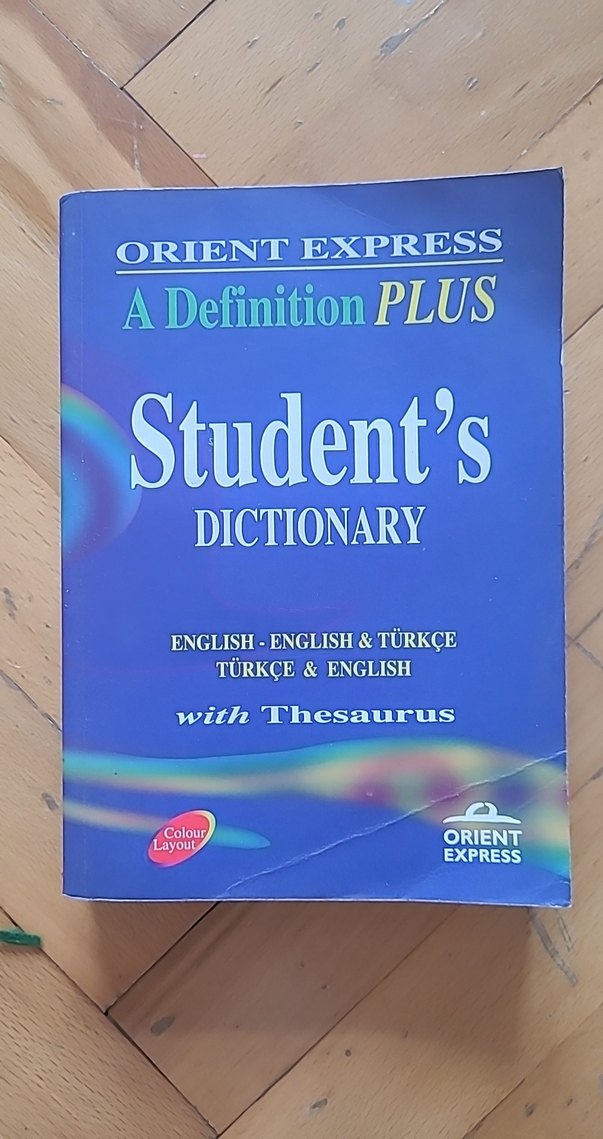 ORIENT EXPRESS
A Definition PLUS
Student's
DICTIONARY
ENGLISH - ENGLISH & TÜRKÇE
TÜRKÇE & ENGLISH
with Thesaurus
Colour
Layout
ORIENT
EXPRESS